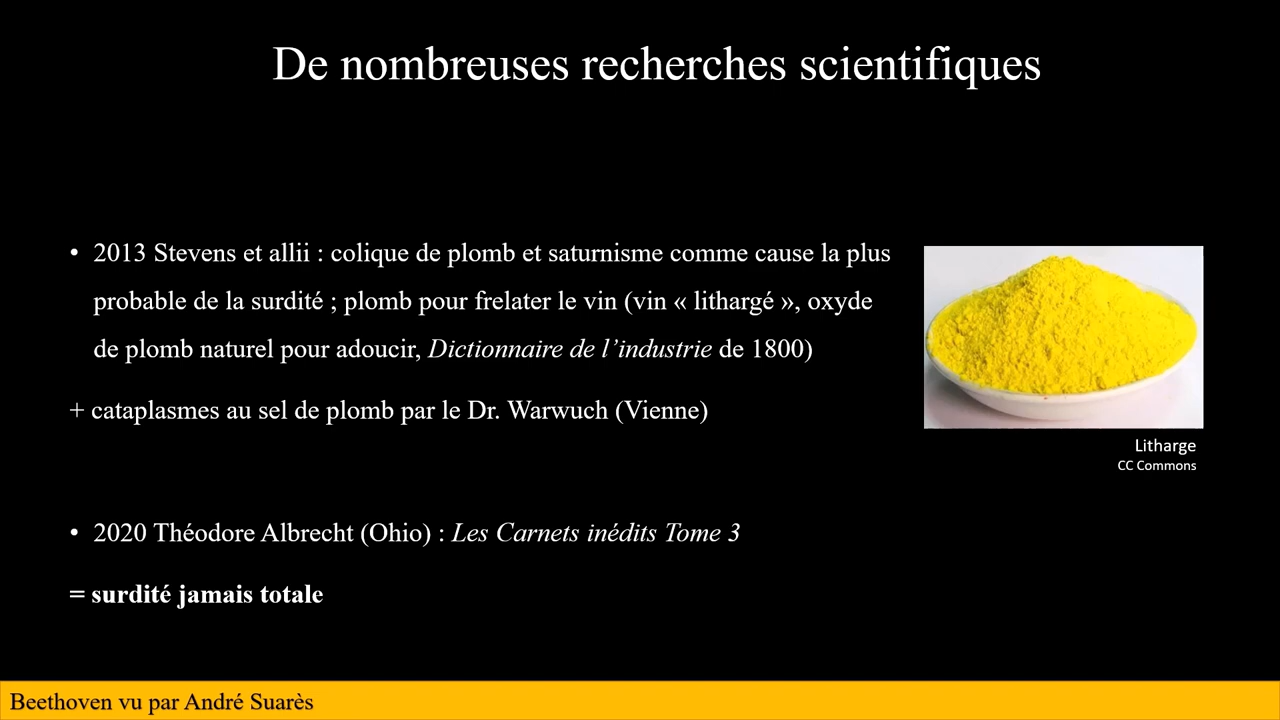 De nombreuses recherches scientifiques
• 2013 Stevens et allii : colique de plomb et saturnisme comme cause la plus
probable de la surdité ; plomb pour frelater le vin (vin « lithargé », oxyde
de plomb naturel pour adoucir, Dictionnaire de l’industrie de 1800)
+ cataplasmes au sel de plomb par le Dr. Warwuch (Vienne)
Litharge
CC Commons
• 2020 Théodore Albrecht (Ohio) : Les Carnets inédits Tome 3
= surdité jamais totale
Beethoven vu par André Suarès